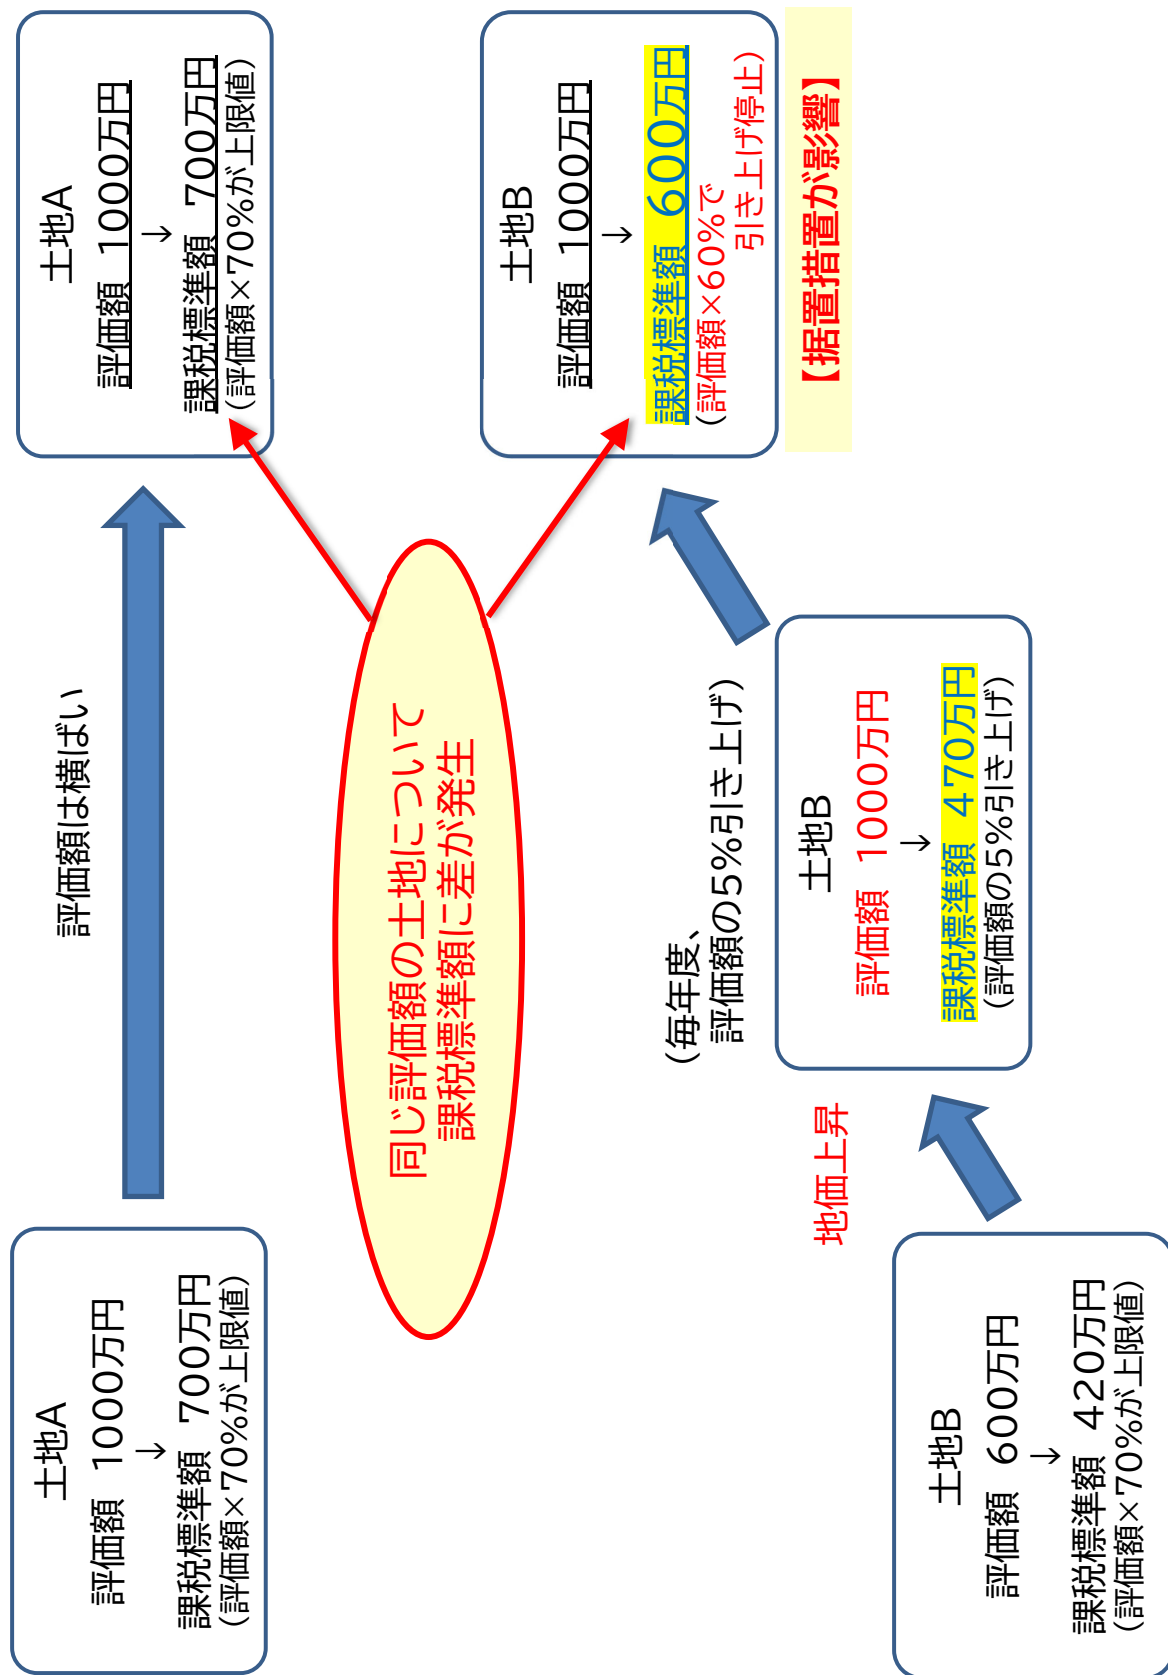 土地A
評価額 1000万円
↓
課税標準額 700万円
(評価額×70%が上限値)
評価額は横ばい
土地A
評価額 1000万円
↓
課税標準額 700万円
(評価額×70%が上限値)
同じ評価額の土地について
課税標準額に差が発生
土地B
評価額 600万円
↓
課税標準額 420万円
(評価額×70%が上限値)
地価上昇
土地B
評価額 1000万円
↓
課税標準額 470万円
(評価額の5%引き上げ)
(毎年度、
評価額の5%引き上げ)
土地B
評価額 1000万円
↓
課税標準額 600万円
(評価額×60%で
引き上げ停止)
【据置措置が影響】